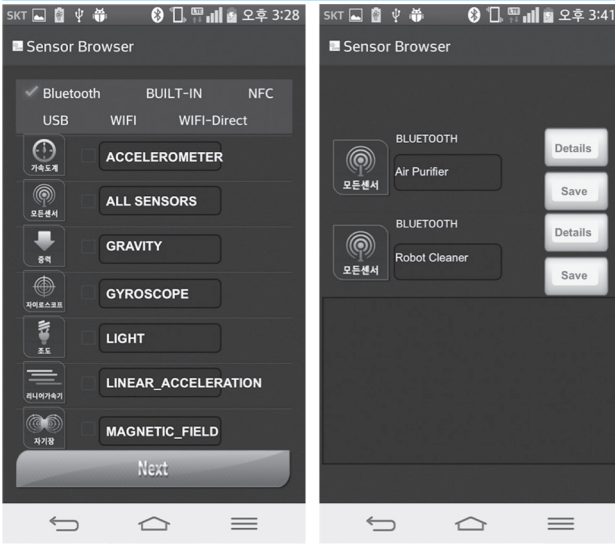 SKT 오후 3:28
Sensor Browser
Bluetooth BUILT-IN NFC
USB WIFI WIFI-Direct
가속도계
ACCELEROMETER
모든센서
ALL SENSORS
중력
GRAVITY
자이로스코프
GYROSCOPE
조도
LIGHT
리니어가속기
LINEAR_ACCELERATION
자기장
MAGNETIC_FIELD
Next
SKT 오후 3:41
Sensor Browser
BLUETOOTH
모든센서
Air Purifier
Details
Save
BLUETOOTH
모든센서
Robot Cleaner
Details
Save